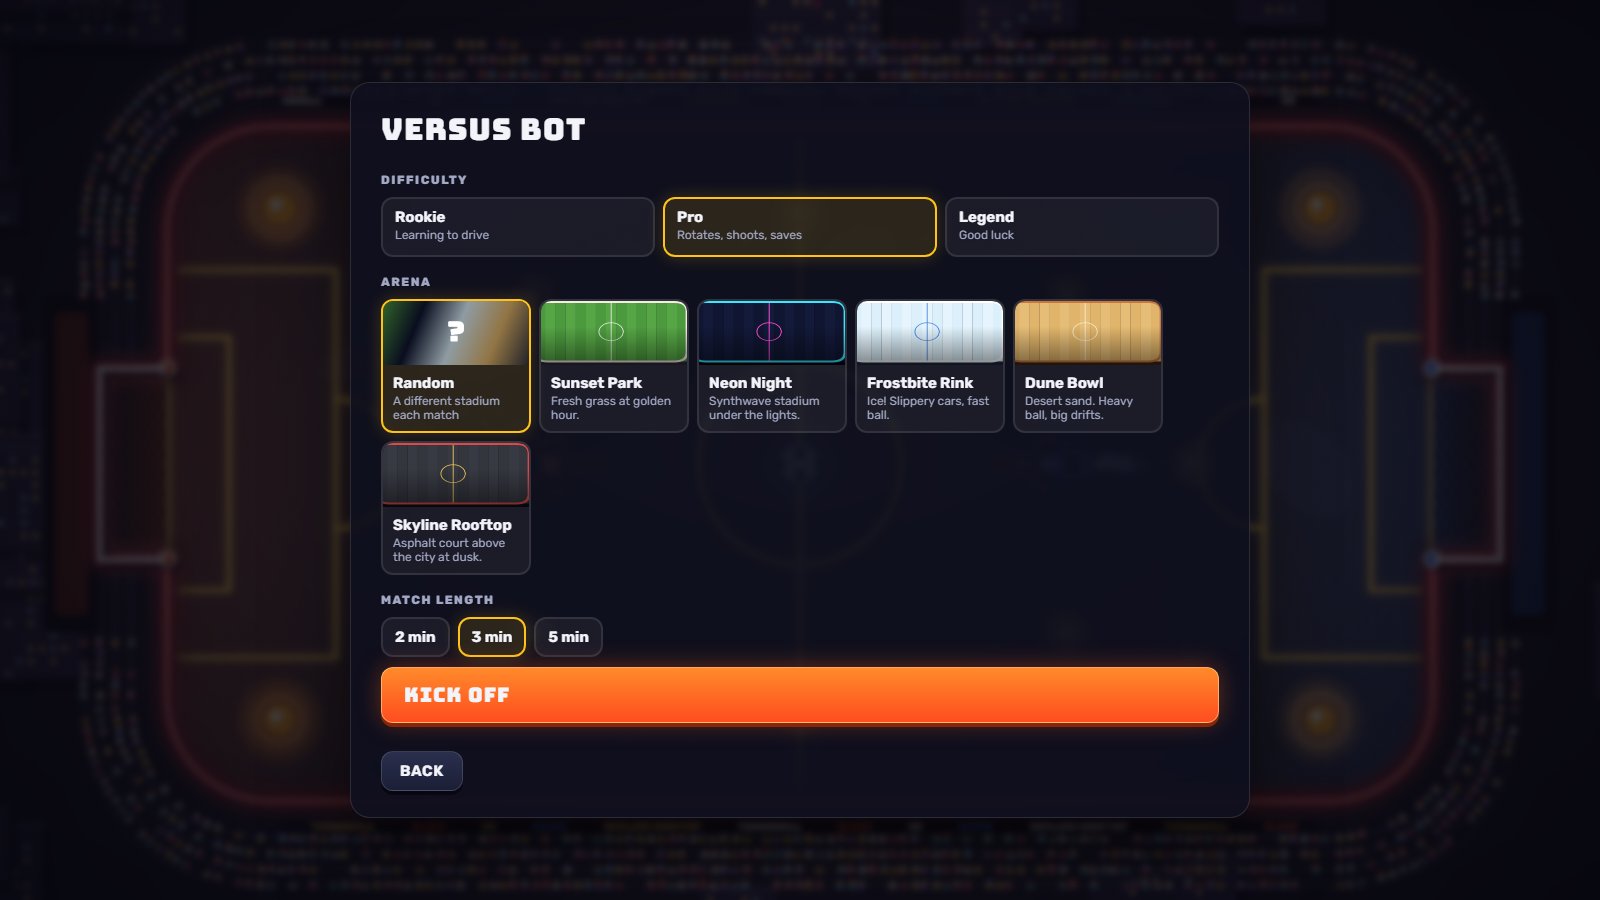 VERSUS BOT
DIFFICULTY
Rookie
Learning to drive
Pro
Rotates, shoots, saves
Legend
Good luck
ARENA
?
Random
A different stadium
each match
Sunset Park
Fresh grass at golden
hour.
Neon Night
Synthwave stadium
under the lights.
Frostbite Rink
Ice! Slippery cars, fast
ball.
Dune Bowl
Desert sand. Heavy
ball, big drifts.
Skyline Rooftop
Asphalt court above
the city at dusk.
MATCH LENGTH
2 min
3 min
5 min
KICK OFF
BACK